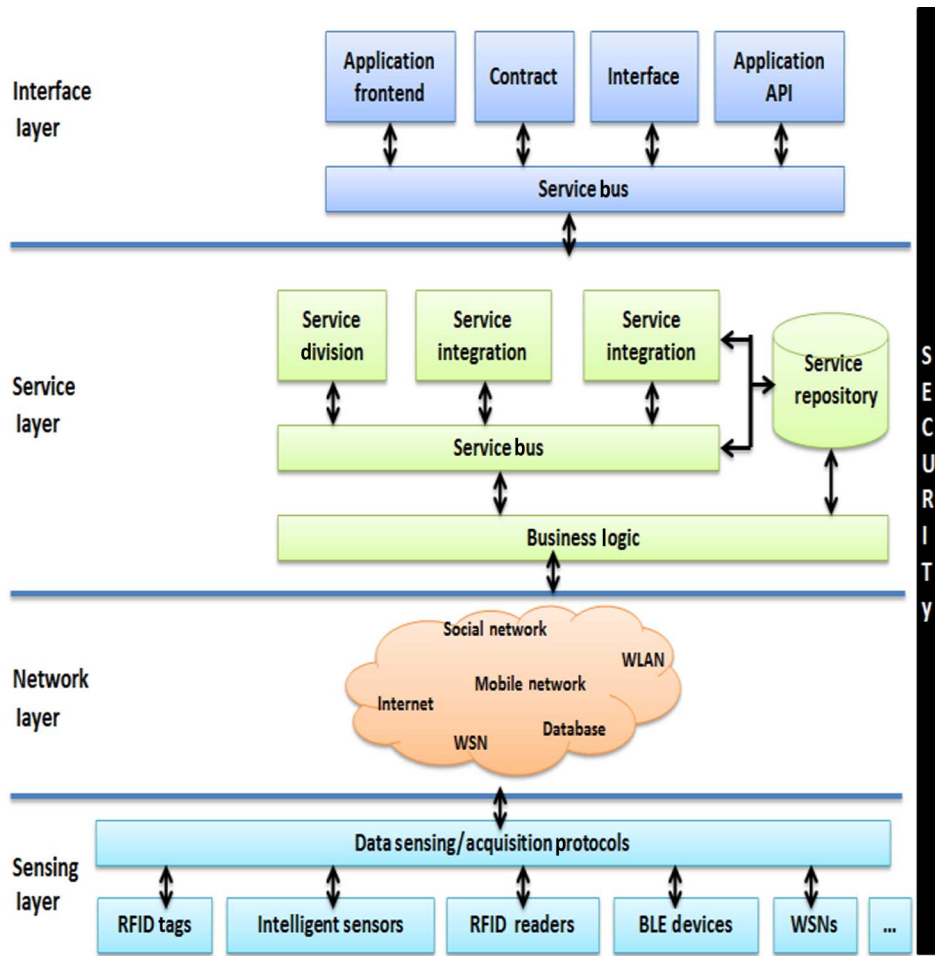 Interface
layer
Application
frontend
Contract
Interface
Application
API
Service bus
Service
layer
Service
division
Service
integration
Service
integration
Service
repository
Service bus
Business logic
Network
layer
Social network
WLAN
Mobile network
Internet
Database
WSN
Sensing
layer
Data sensing/acquisition protocols
RFID tags
Intelligent sensors
RFID readers
BLE devices
WSNs
...
S
E
C
U
R
I
T
y